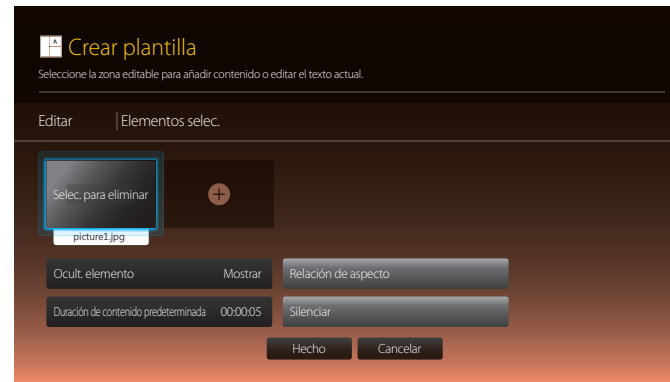 A
Crear plantilla
Seleccione la zona editable para añadir contenido o editar el texto actual.
Editar | Elementos selec.
Selec. para eliminar
picture1.jpg
Ocult. elemento Mostrar Relación de aspecto
Duración de contenido predeterminada 00:00:05 Silenciar
Hecho Cancelar